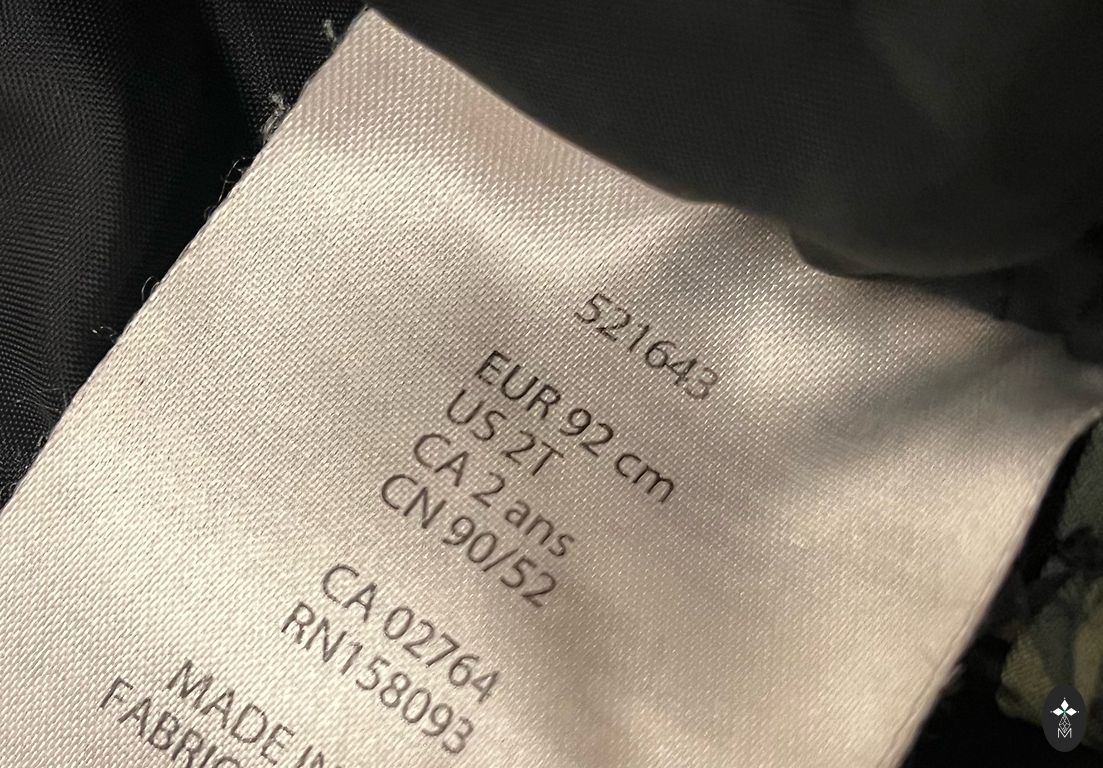 521643
EUR 92 cm
US 2T
CA 2 ans
CN 90/52
CA 02764
RN158093
MADE IN